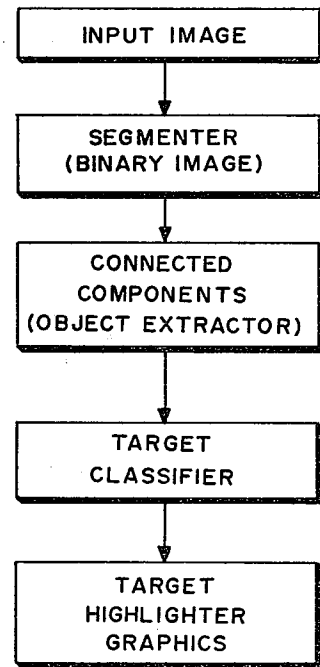 INPUT IMAGE
SEGMENTER
(BINARY IMAGE)
CONNECTED
COMPONENTS
(OBJECT EXTRACTOR)
TARGET
CLASSIFIER
TARGET
HIGHLIGHTER
GRAPHICS